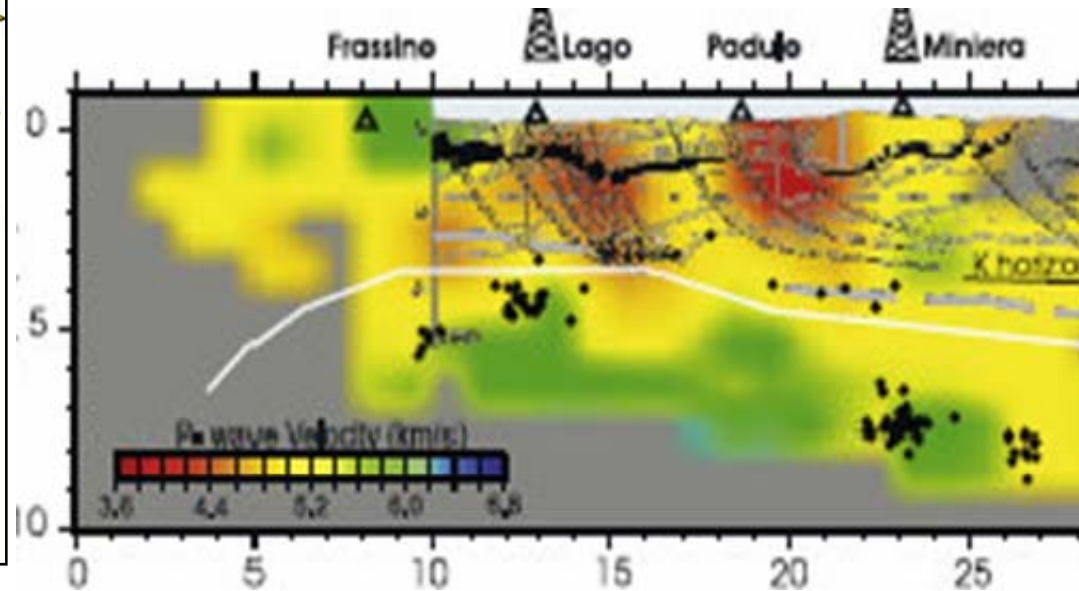 Frassino Lago Padule Miniera
0
K horizo
5
P- wave Velocity (km/s)
3,6 4,4 5,2 6,0 6,8
10
0 5 10 15 20 25